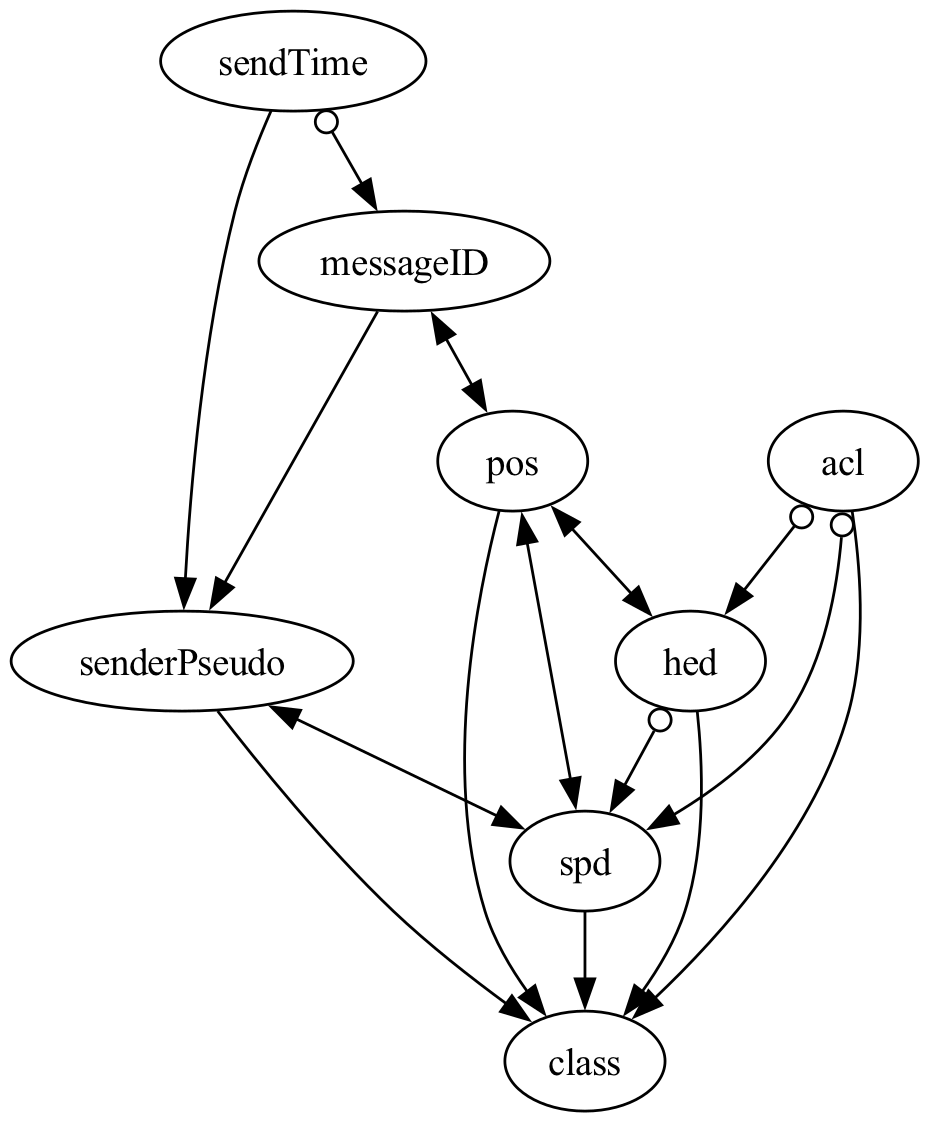 sendTime
messageID
pos
acl
senderPseudo
hed
spd
class